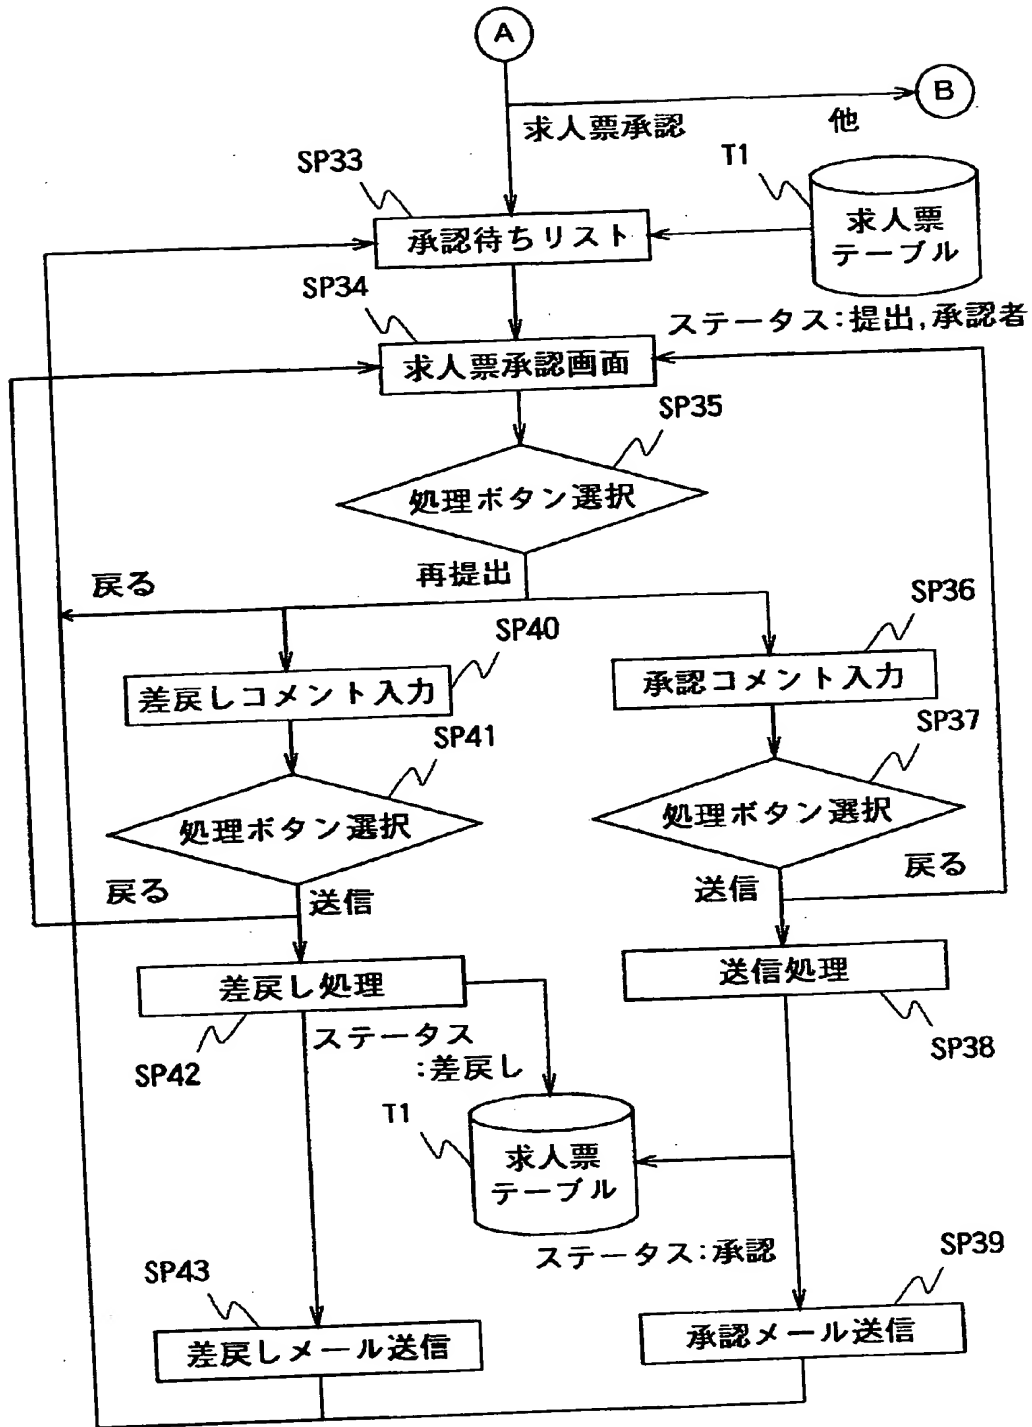 A
B
求人票承認
他
SP33
T1
承認待ちリスト
求人票
テーブル
SP34
ステータス:提出,承認者
求人票承認画面
SP35
処理ボタン選択
再提出
戻る
SP36
SP40
差戻しコメント入力
承認コメント入力
SP41
SP37
処理ボタン選択
処理ボタン選択
戻る
送信
送信
戻る
差戻し処理
送信処理
ステータス
:差戻し
SP42
SP38
T1
求人票
テーブル
ステータス:承認
SP43
SP39
差戻しメール送信
承認メール送信